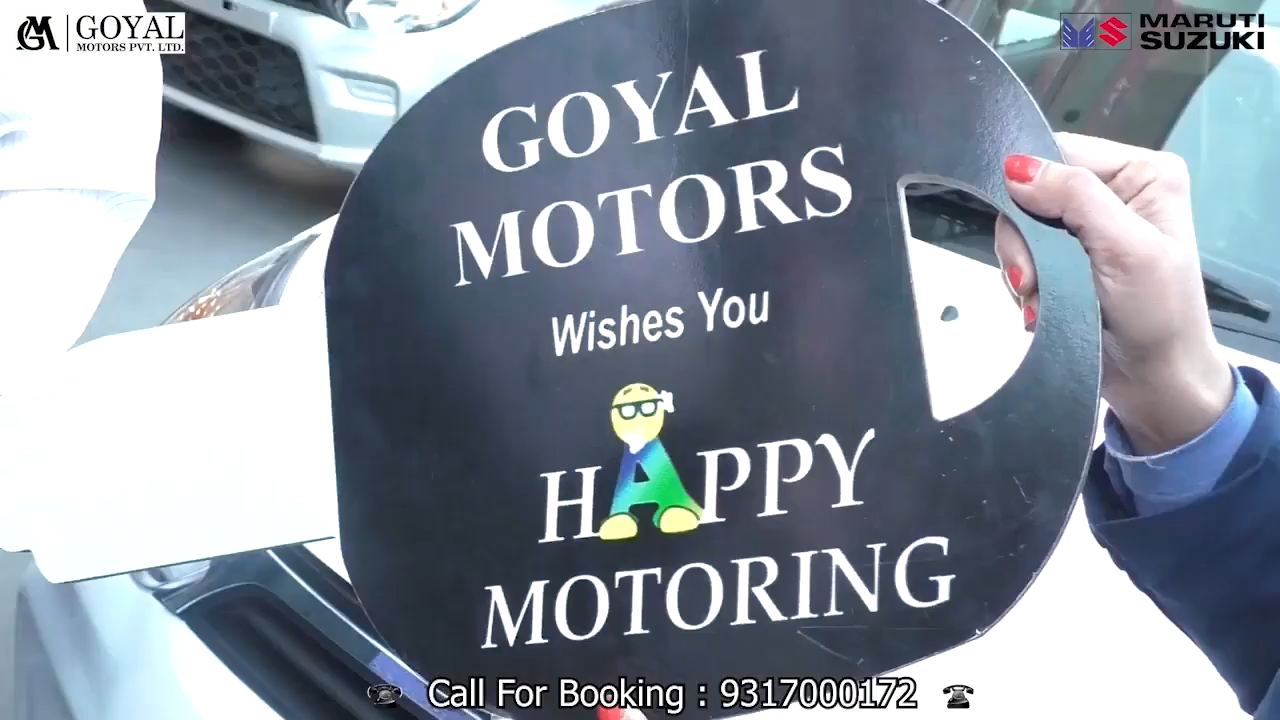 GOYAL
MOTORS PVT. LTD.
MARUTI
SUZUKI
GOYAL
MOTORS
Wishes You
HAPPY
MOTORING
Call For Booking : 9317000172